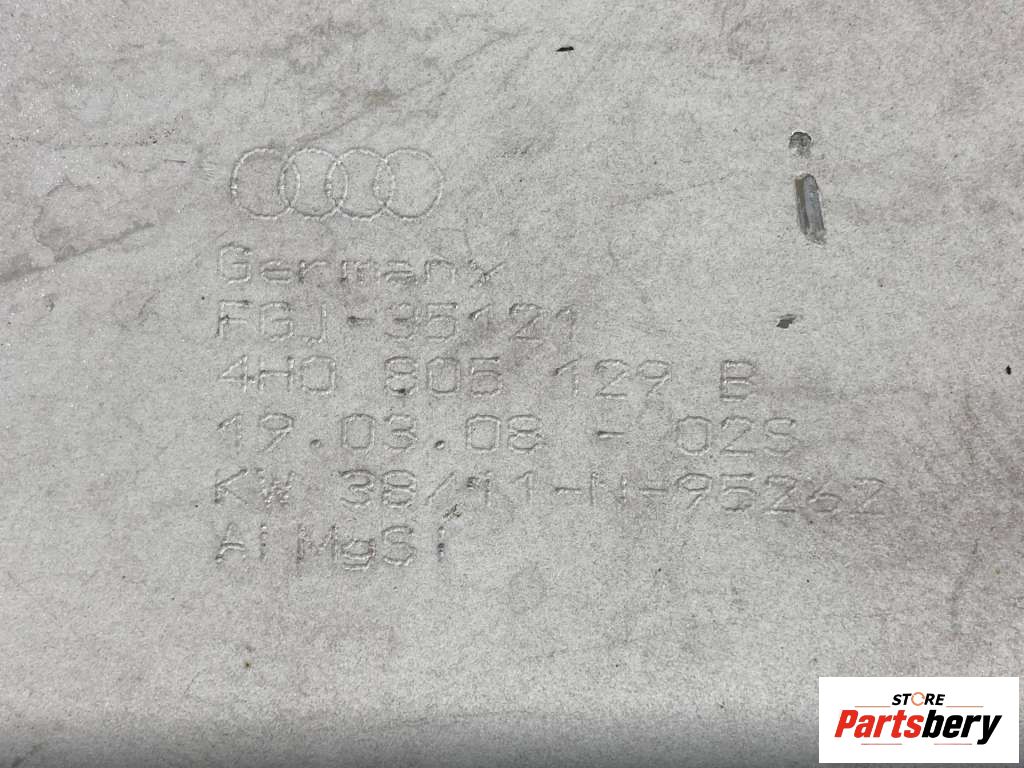 Germany
FGJ-35121
4H0 805 129 B
19.03.08 - 02S
KW 38/11-N-95262
AlMgSi
STORE
Partsbery